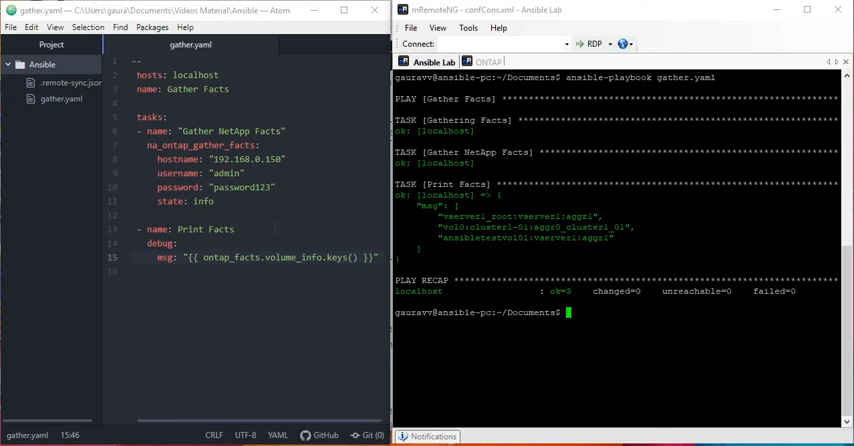 gather.yaml — C:\Users\gaura\Documents\Videos Material\Ansible — Atom
File Edit View Selection Find Packages Help
Project
gather.yaml
Ansible
.remote-sync.json
gather.yaml
1 --
2 hosts: localhost
3 name: Gather Facts
4
5 tasks:
6 - name: "Gather NetApp Facts"
7 na_ontap_gather_facts:
8 hostname: "192.168.0.150"
9 username: "admin"
10 password: "password123"
11 state: info
12
13 - name: Print Facts
14 debug:
15 msg: "{{ ontap_facts.volume_info.keys() }}"
16
gather.yaml 15:46 CRLF UTF-8 YAML GitHub Git (0)
mRemoteNG - confCons.xml - Ansible Lab
File View Tools Help
Connect: RDP
Ansible Lab ONTAP
gauravv@ansible-pc:~/Documents$ ansible-playbook gather.yaml
PLAY [Gather Facts] ****************************************************************
TASK [Gathering Facts] *************************************************************
ok: [localhost]
TASK [Gather NetApp Facts] *********************************************************
ok: [localhost]
TASK [Print Facts] *****************************************************************
ok: [localhost] => {
"msg": [
"vserver1_root:vserver1:aggr1",
"vol0:cluster1-01:aggr0_cluster1_01",
"ansibletestvol01:vserver1:aggr1"
]
}
PLAY RECAP *************************************************************************
localhost : ok=3 changed=0 unreachable=0 failed=0
gauravv@ansible-pc:~/Documents$
Notifications